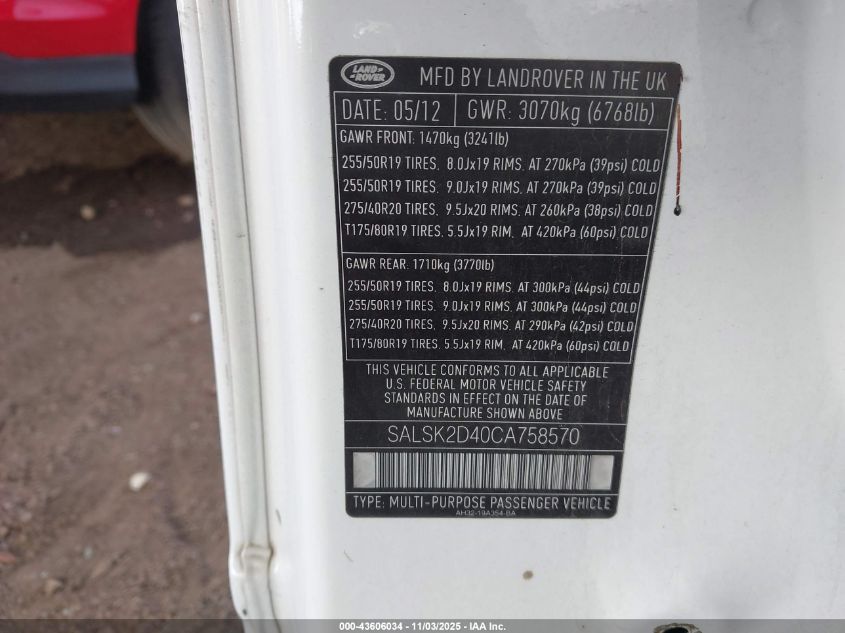 LAND-
ROVER
MFD BY LANDROVER IN THE UK
DATE: 05/12 GWR: 3070kg (6768lb)
GAWR FRONT: 1470kg (3241lb)
255/50R19 TIRES. 8.0Jx19 RIMS. AT 270kPa (39psi) COLD
255/50R19 TIRES. 9.0Jx19 RIMS. AT 270kPa (39psi) COLD
275/40R20 TIRES. 9.5Jx20 RIMS. AT 260kPa (38psi) COLD
T175/80R19 TIRES. 5.5Jx19 RIM. AT 420kPa (60psi) COLD
GAWR REAR: 1710kg (3770lb)
255/50R19 TIRES. 8.0Jx19 RIMS. AT 300kPa (44psi) COLD
255/50R19 TIRES. 9.0Jx19 RIMS. AT 300kPa (44psi) COLD
275/40R20 TIRES. 9.5Jx20 RIMS. AT 290kPa (42psi) COLD
T175/80R19 TIRES. 5.5Jx19 RIM. AT 420kPa (60psi) COLD
THIS VEHICLE CONFORMS TO ALL APPLICABLE
U.S. FEDERAL MOTOR VEHICLE SAFETY
STANDARDS IN EFFECT ON THE DATE OF
MANUFACTURE SHOWN ABOVE
SALSK2D40CA758570
TYPE: MULTI-PURPOSE PASSENGER VEHICLE
AH32-19A354-BA
000-43606034 - 11/03/2025 - IAA Inc.